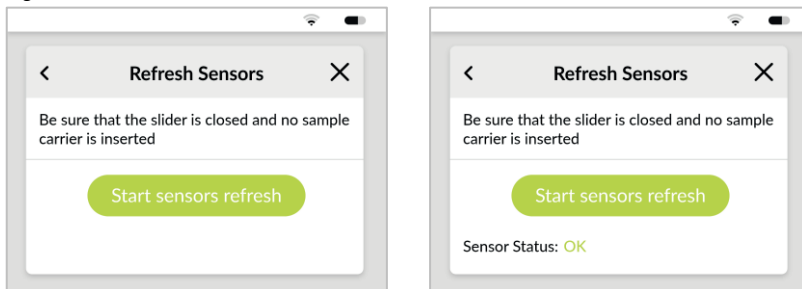 Refresh Sensors
Be sure that the slider is closed and no sample
carrier is inserted
Start sensors refresh
Refresh Sensors
Be sure that the slider is closed and no sample
carrier is inserted
Start sensors refresh
Sensor Status: OK